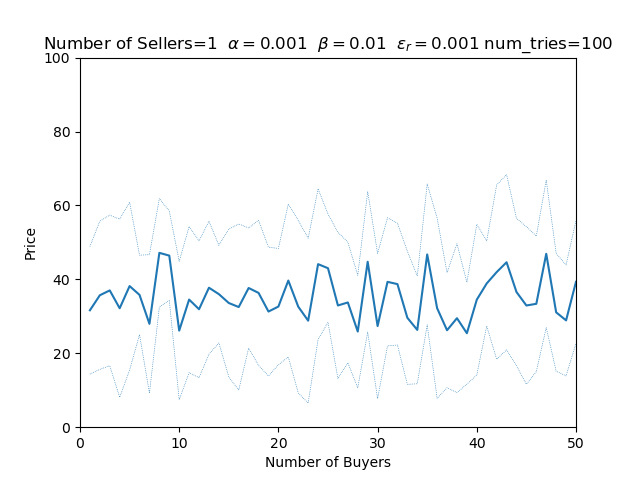 Number of Sellers=1 α = 0.001 β = 0.01 εᵣ = 0.001 num_tries=100
100
80
60
40
20
0
Price
0 10 20 30 40 50
Number of Buyers